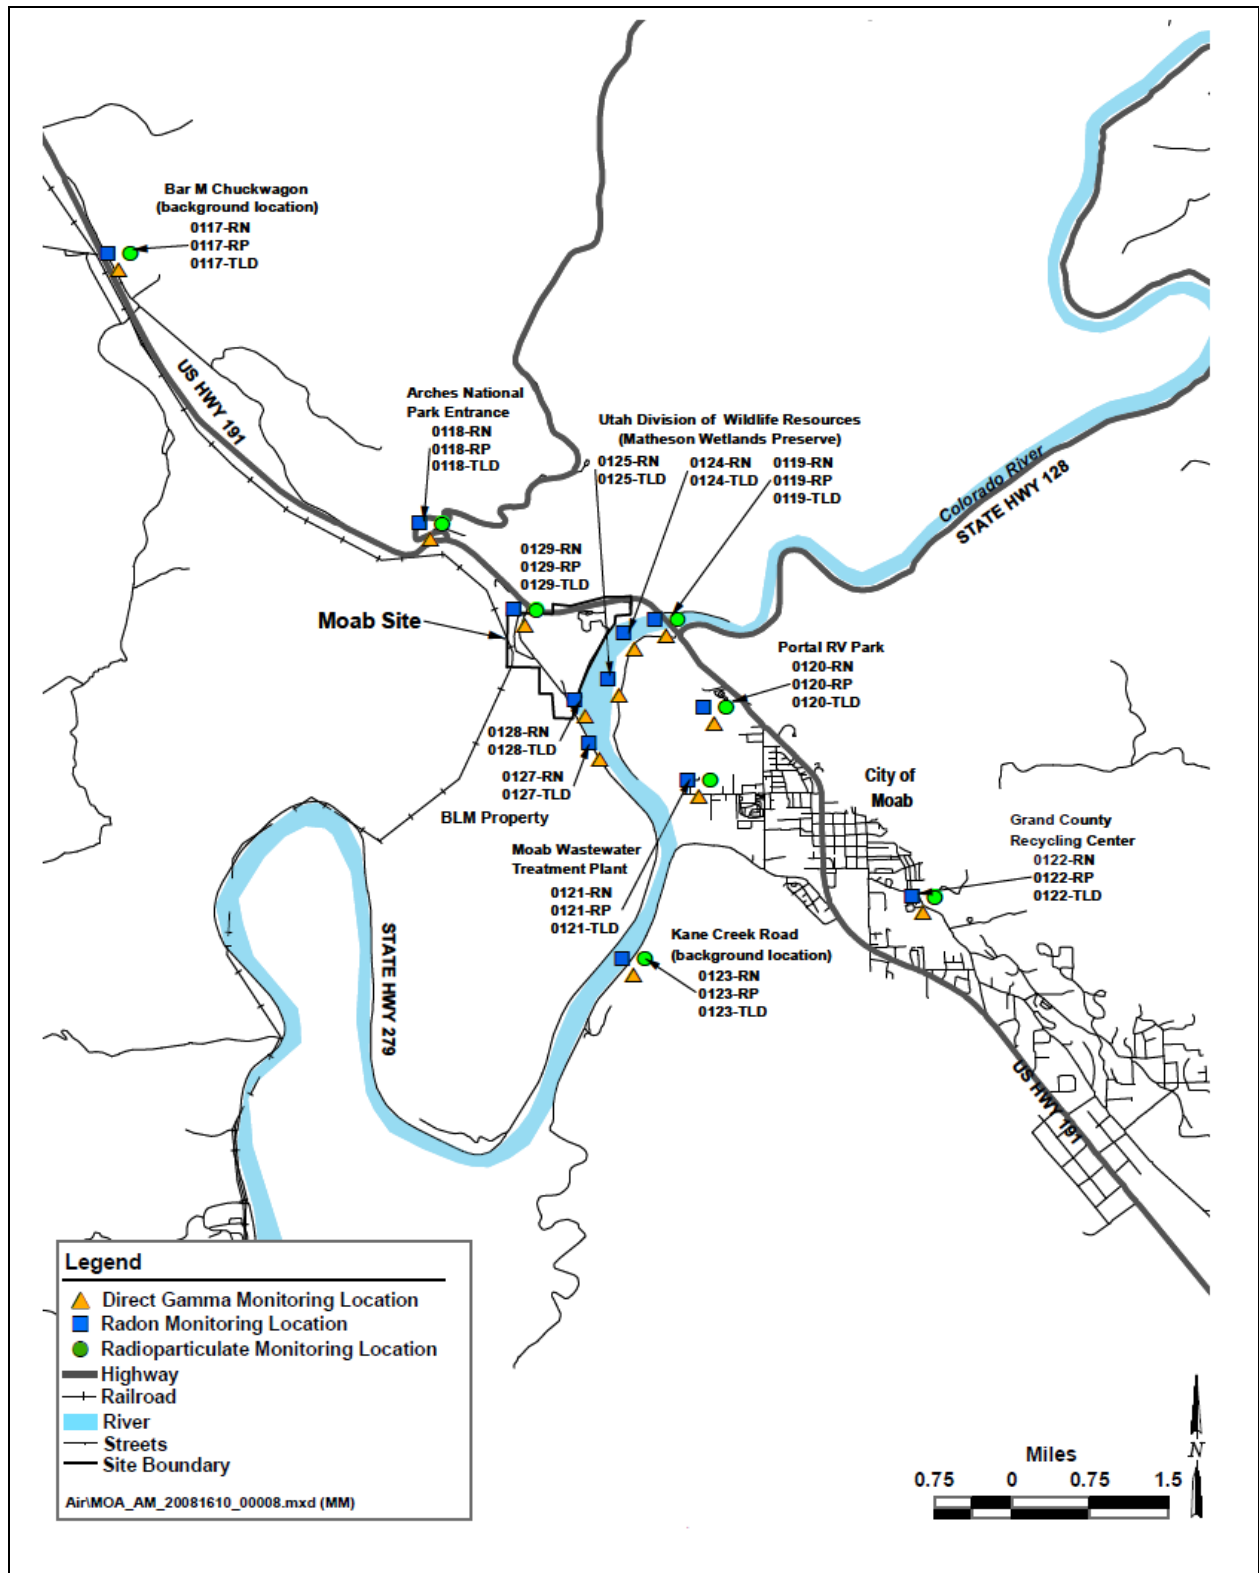 Bar M Chuckwagon
(background location)
0117-RN
0117-RP
0117-TLD
US HWY 191
Arches National
Park Entrance
0118-RN
0118-RP
0118-TLD
Utah Division of Wildlife Resources
(Matheson Wetlands Preserve)
0125-RN
0125-TLD
0124-RN
0124-TLD
0119-RN
0119-RP
0119-TLD
Colorado River
STATE HWY 128
0129-RN
0129-RP
0129-TLD
Moab Site
Portal RV Park
0120-RN
0120-RP
0120-TLD
0128-RN
0128-TLD
0127-RN
0127-TLD
BLM Property
City of
Moab
Grand County
Recycling Center
0122-RN
0122-RP
0122-TLD
Moab Wastewater
Treatment Plant
0121-RN
0121-RP
0121-TLD
Kane Creek Road
(background location)
0123-RN
0123-RP
0123-TLD
STATE HWY 279
US HWY 191
Legend
Direct Gamma Monitoring Location
Radon Monitoring Location
Radioparticulate Monitoring Location
Highway
Railroad
River
Streets
Site Boundary
Air\MOA_AM_20081610_00008.mxd (MM)
Miles
0.75 0 0.75 1.5
N